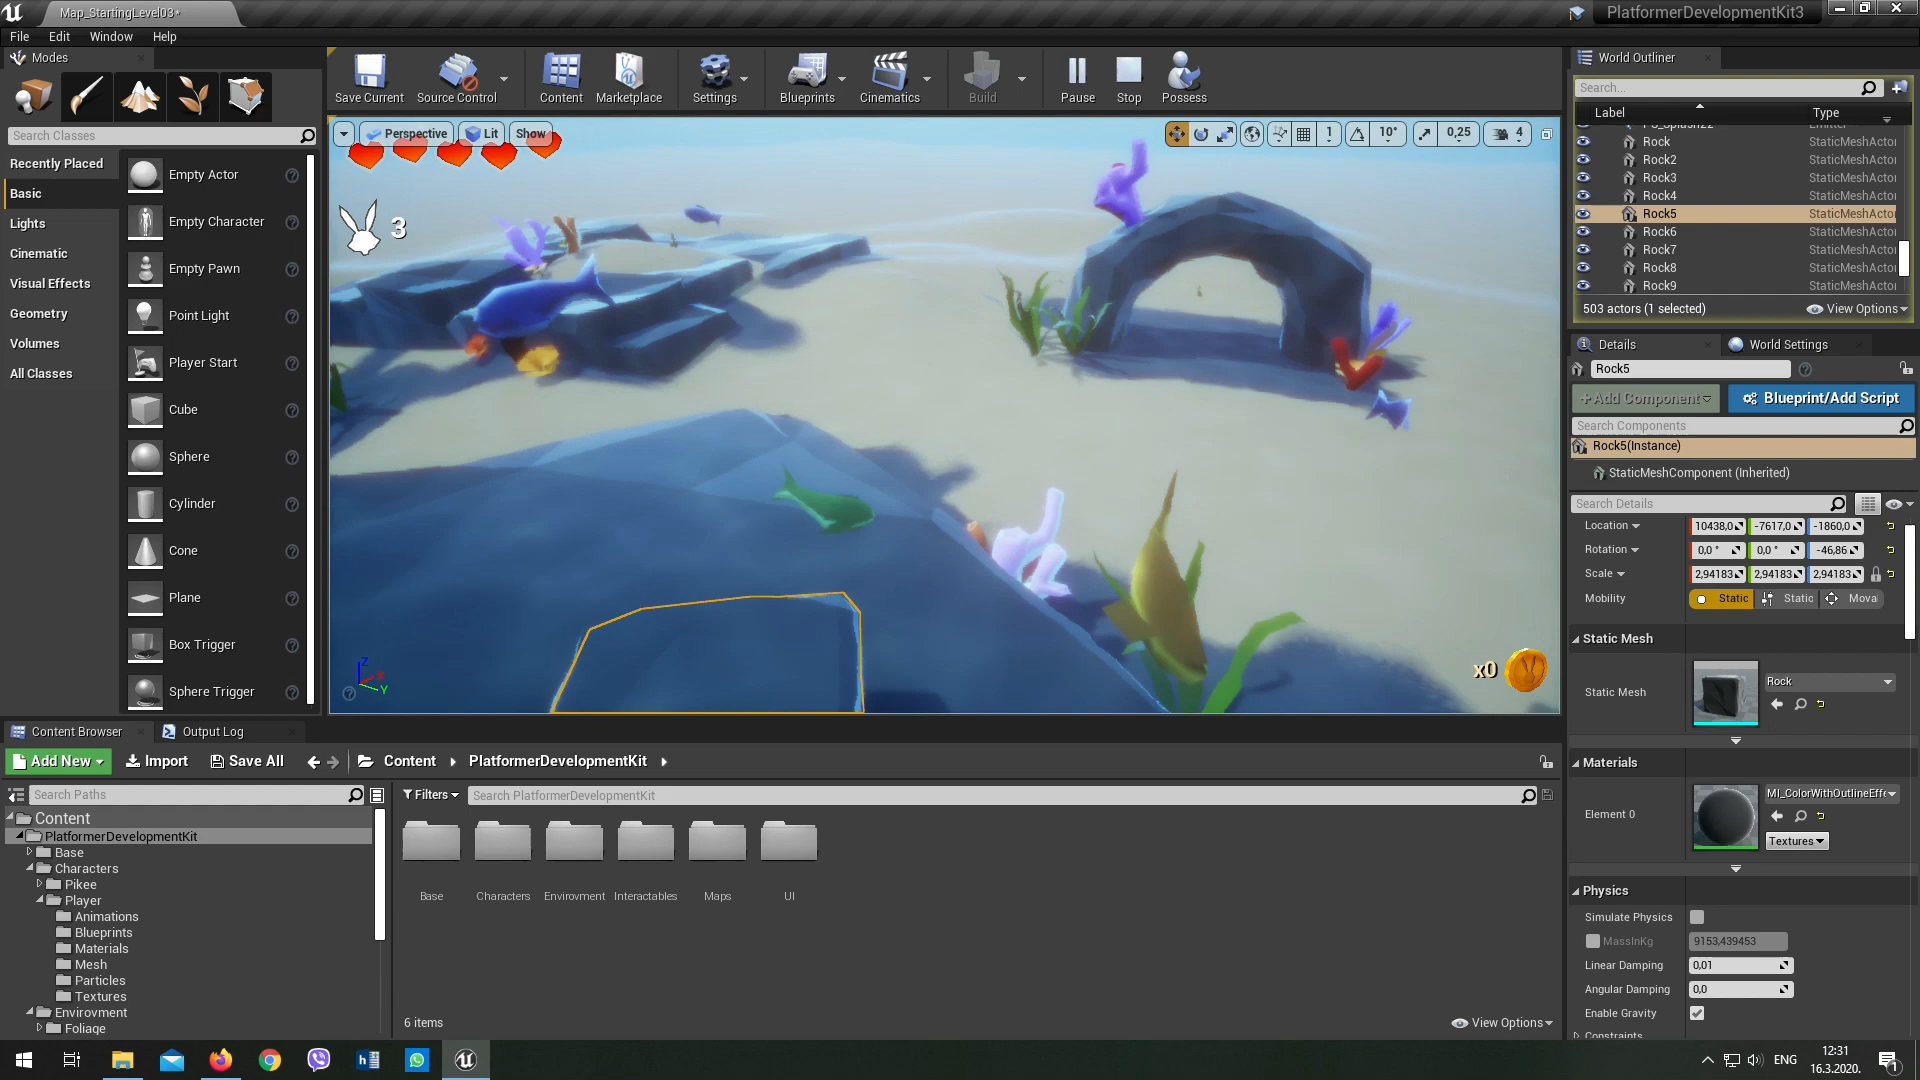 Map_StartingLevel03*
PlatformerDevelopmentKit3
File Edit Window Help
Modes
Search Classes
Recently Placed
Basic
Lights
Cinematic
Visual Effects
Geometry
Volumes
All Classes
Empty Actor
Empty Character
Empty Pawn
Point Light
Player Start
Cube
Sphere
Cylinder
Cone
Plane
Box Trigger
Sphere Trigger
Save Current
Source Control
Content
Marketplace
Settings
Blueprints
Cinematics
Build
Pause
Stop
Possess
Perspective
Lit
Show
1
10°
0,25
4
3
x0
Z
X
Y
World Outliner
Search...
Label Type
Rock StaticMeshActor
Rock2 StaticMeshActor
Rock3 StaticMeshActor
Rock4 StaticMeshActor
Rock5 StaticMeshActor
Rock6 StaticMeshActor
Rock7 StaticMeshActor
Rock8 StaticMeshActor
Rock9 StaticMeshActor
503 actors (1 selected)
View Options
Details
World Settings
Rock5
+Add Component
Blueprint/Add Script
Search Components
Rock5(Instance)
StaticMeshComponent (Inherited)
Search Details
Location 10438,0 -7617,0 -1860,0
Rotation 0,0 ° 0,0 ° -46,86
Scale 2,94183 2,94183 2,94183
Mobility Static Static Moval
Static Mesh
Static Mesh
Rock
Materials
Element 0
MI_ColorWithOutlineEffe
Textures
Physics
Simulate Physics
MassInKg 9153,439453
Linear Damping 0,01
Angular Damping 0,0
Enable Gravity
Constraints
Content Browser
Output Log
Add New
Import
Save All
Content
PlatformerDevelopmentKit
Search Paths
Filters
Search PlatformerDevelopmentKit
Content
PlatformerDevelopmentKit
Base
Characters
Pikee
Player
Animations
Blueprints
Materials
Mesh
Particles
Textures
Envirovment
Foliage
Base
Characters
Envirovment
Interactables
Maps
UI
6 items
View Options
ENG
12:31
16.3.2020.
1